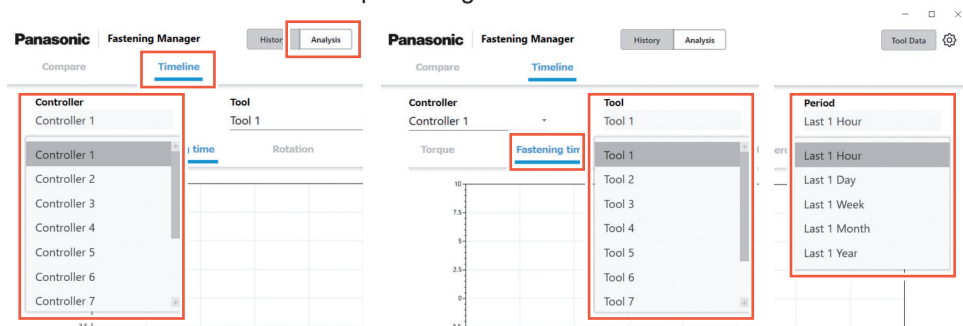 Panasonic Fastening Manager Histor Analysis
Compare Timeline
Controller Tool
Controller 1 Tool 1
Controller 1
Controller 2
Controller 3
Controller 4
Controller 5
Controller 6
Controller 7
time Rotation
Panasonic Fastening Manager History Analysis
Compare Timeline
Controller Tool
Controller 1 Tool 1
Torque Fastening tim
Tool 1
Tool 2
Tool 3
Tool 4
Tool 5
Tool 6
Tool 7
10
7.5
5
2.5
0
Tool Data
Period
Last 1 Hour
Last 1 Hour
Last 1 Day
Last 1 Week
Last 1 Month
Last 1 Year